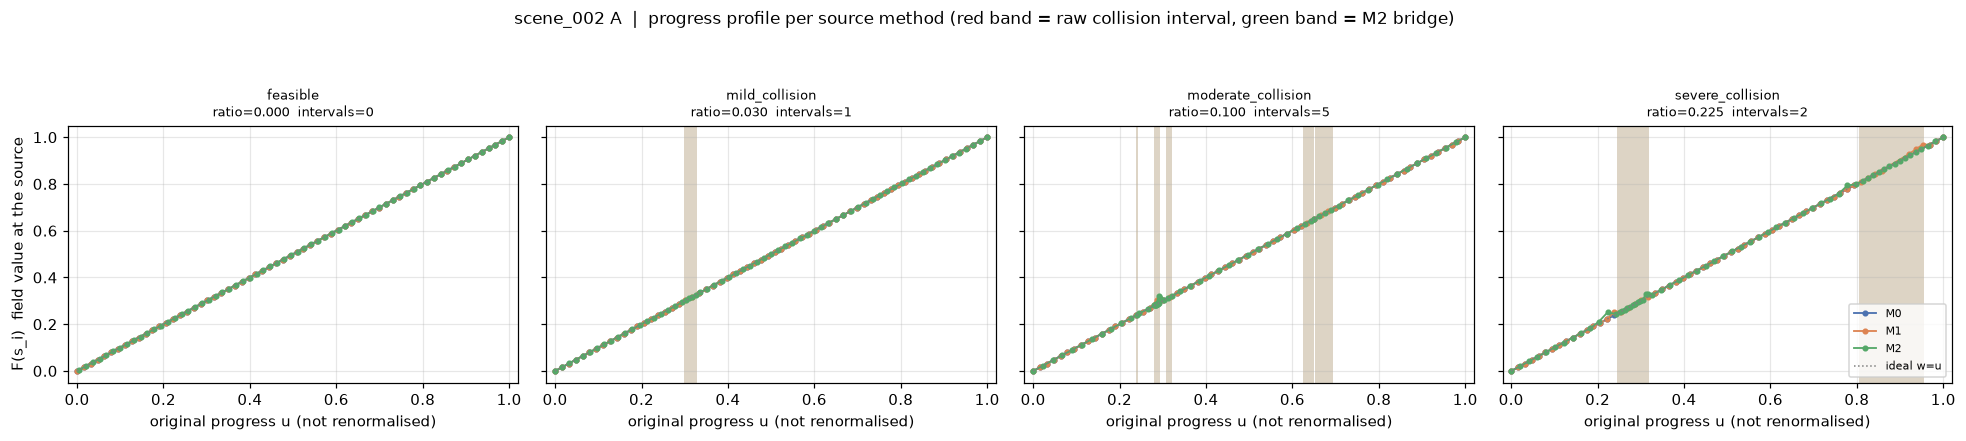 scene_002 A  |  progress profile per source method (red band = raw collision interval, green band = M2 bridge)
feasible
ratio=0.000  intervals=0
mild_collision
ratio=0.030  intervals=1
moderate_collision
ratio=0.100  intervals=5
severe_collision
ratio=0.225  intervals=2
F(s_i)  field value at the source
1.0
0.8
0.6
0.4
0.2
0.0
M0
M1
M2
ideal w=u
0.0 0.2 0.4 0.6 0.8 1.0
0.0 0.2 0.4 0.6 0.8 1.0
0.0 0.2 0.4 0.6 0.8 1.0
0.0 0.2 0.4 0.6 0.8 1.0
original progress u (not renormalised)
original progress u (not renormalised)
original progress u (not renormalised)
original progress u (not renormalised)